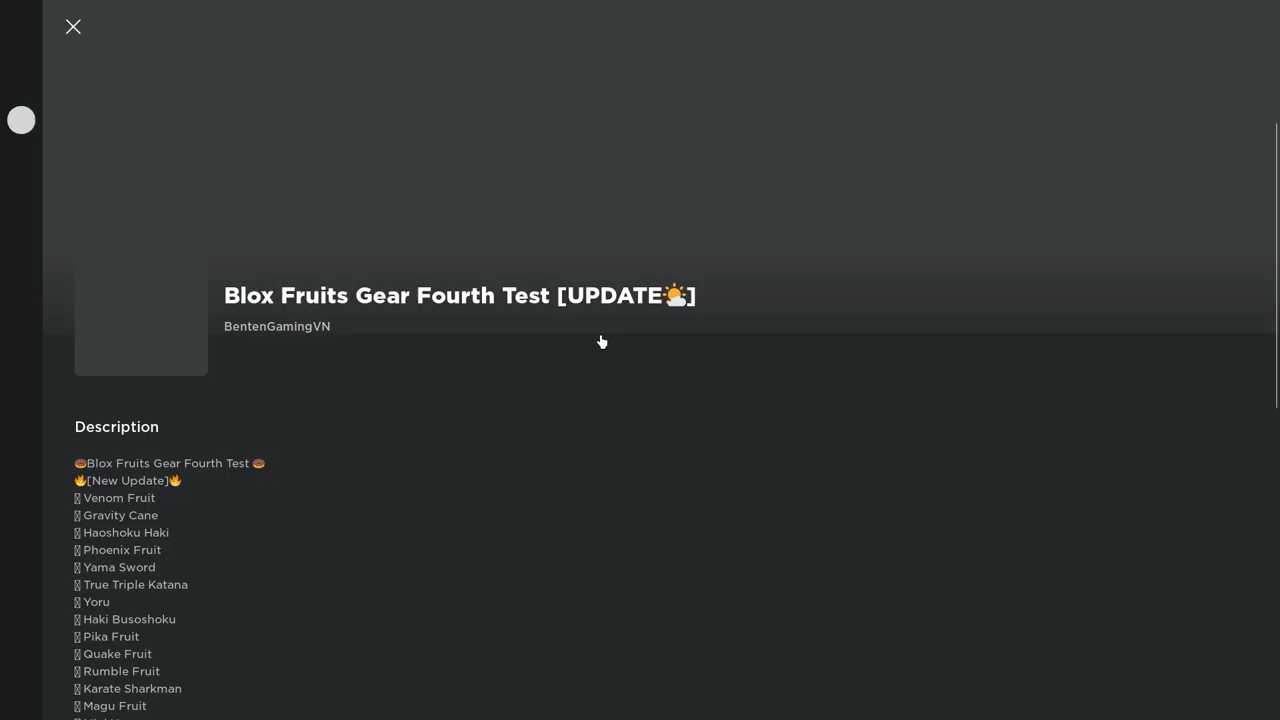 Blox Fruits Gear Fourth Test [UPDATE🌤️]
BentenGamingVN
Description
🍩Blox Fruits Gear Fourth Test 🍩
🔥[New Update]🔥
Venom Fruit
Gravity Cane
Haoshoku Haki
Phoenix Fruit
Yama Sword
True Triple Katana
Yoru
Haki Busoshoku
Pika Fruit
Quake Fruit
Rumble Fruit
Karate Sharkman
Magu Fruit